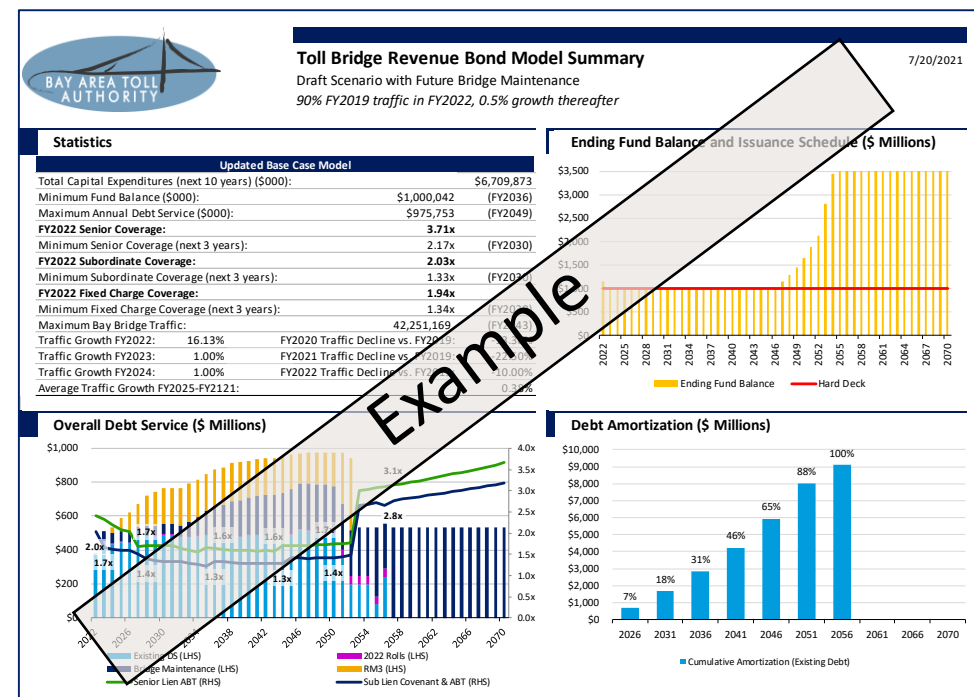 BAY AREA TOLL
AUTHORITY
Toll Bridge Revenue Bond Model Summary
7/20/2021
Draft Scenario with Future Bridge Maintenance
90% FY2019 traffic in FY2022, 0.5% growth thereafter
Statistics
Updated Base Case Model
Total Capital Expenditures (next 10 years) ($000): $6,709,873
Minimum Fund Balance ($000): $1,000,042 (FY2036)
Maximum Annual Debt Service ($000): $975,753 (FY2049)
FY2022 Senior Coverage: 3.71x
Minimum Senior Coverage (next 3 years): 2.17x (FY2030)
FY2022 Subordinate Coverage: 2.03x
Minimum Subordinate Coverage (next 3 years): 1.33x (FY2030)
FY2022 Fixed Charge Coverage: 1.94x
Minimum Fixed Charge Coverage (next 3 years): 1.34x
Maximum Bay Bridge Traffic: 42,251,169
Traffic Growth FY2022: 16.13% FY2020 Traffic Decline vs. FY2019:
Traffic Growth FY2023: 1.00% FY2021 Traffic Decline vs. FY2019:
Traffic Growth FY2024: 1.00% FY2022 Traffic Decline vs. -10.00%
Average Traffic Growth FY2025-FY2121:
Example
Ending Fund Balance and Issuance Schedule ($ Millions)
$3,500
$3,000
$2,500
$1,500
$0
2022 2025 2028 2031 2034 2037 2040 2043 2046 2049 2052 2055 2058 2061 2064 2067 2070
Ending Fund Balance Hard Deck
Overall Debt Service ($ Millions)
$1,000
$800
$600
$400
$200
$0
4.0x
3.5x
3.0x
2.5x
2.0x
1.5x
1.0x
0.5x
0.0x
3.1x
2.8x
2.0x
1.7x
1.7x
1.6x
1.6x
1.7x
1.4x
1.3x
1.3x
1.4x
2022 2026 2030 2038 2042 2046 2050 2054 2058 2062 2066 2070
Existing DS (LHS) 2022 Rolls (LHS)
Bridge Maintenance (LHS) RM3 (LHS)
Senior Lien ABT (RHS) Sub Lien Covenant & ABT (RHS)
Debt Amortization ($ Millions)
$10,000
$9,000
$8,000
$7,000
$6,000
$5,000
$4,000
$3,000
$2,000
$1,000
$0
7% 18% 31% 46% 65% 88% 100%
2026 2031 2036 2041 2046 2051 2056 2061 2066 2070
Cumulative Amortization (Existing Debt)